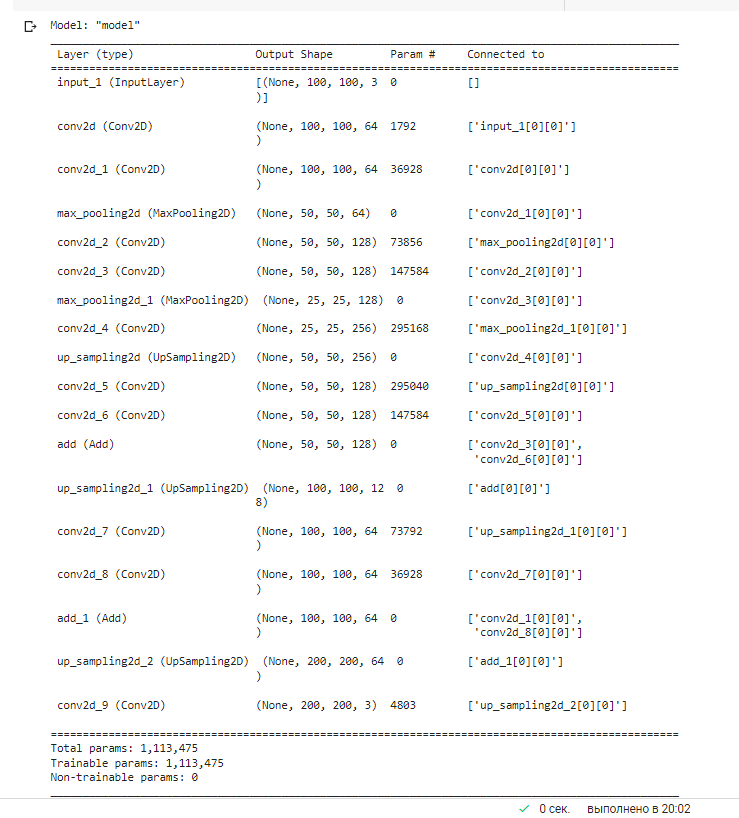 Model: "model"
Layer (type) Output Shape Param # Connected to
input_1 (InputLayer) [(None, 100, 100, 3 0 []
)]
conv2d (Conv2D) (None, 100, 100, 64 1792 ['input_1[0][0]']
)
conv2d_1 (Conv2D) (None, 100, 100, 64 36928 ['conv2d[0][0]']
)
max_pooling2d (MaxPooling2D) (None, 50, 50, 64) 0 ['conv2d_1[0][0]']
conv2d_2 (Conv2D) (None, 50, 50, 128) 73856 ['max_pooling2d[0][0]']
conv2d_3 (Conv2D) (None, 50, 50, 128) 147584 ['conv2d_2[0][0]']
max_pooling2d_1 (MaxPooling2D) (None, 25, 25, 128) 0 ['conv2d_3[0][0]']
conv2d_4 (Conv2D) (None, 25, 25, 256) 295168 ['max_pooling2d_1[0][0]']
up_sampling2d (UpSampling2D) (None, 50, 50, 256) 0 ['conv2d_4[0][0]']
conv2d_5 (Conv2D) (None, 50, 50, 128) 295040 ['up_sampling2d[0][0]']
conv2d_6 (Conv2D) (None, 50, 50, 128) 147584 ['conv2d_5[0][0]']
add (Add) (None, 50, 50, 128) 0 ['conv2d_3[0][0]',
'conv2d_6[0][0]']
up_sampling2d_1 (UpSampling2D) (None, 100, 100, 12 0 ['add[0][0]']
8)
conv2d_7 (Conv2D) (None, 100, 100, 64 73792 ['up_sampling2d_1[0][0]']
)
conv2d_8 (Conv2D) (None, 100, 100, 64 36928 ['conv2d_7[0][0]']
)
add_1 (Add) (None, 100, 100, 64 0 ['conv2d_1[0][0]',
) 'conv2d_8[0][0]']
up_sampling2d_2 (UpSampling2D) (None, 200, 200, 64 0 ['add_1[0][0]']
)
conv2d_9 (Conv2D) (None, 200, 200, 3) 4803 ['up_sampling2d_2[0][0]']
Total params: 1,113,475
Trainable params: 1,113,475
Non-trainable params: 0
✓ 0 сек. выполнено в 20:02